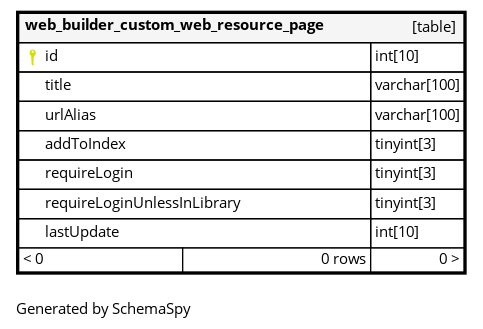 web_builder_custom_web_resource_page [table]
id int[10]
title varchar[100]
urlAlias varchar[100]
addToIndex tinyint[3]
requireLogin tinyint[3]
requireLoginUnlessInLibrary tinyint[3]
lastUpdate int[10]
< 0 0 rows 0 >
Generated by SchemaSpy